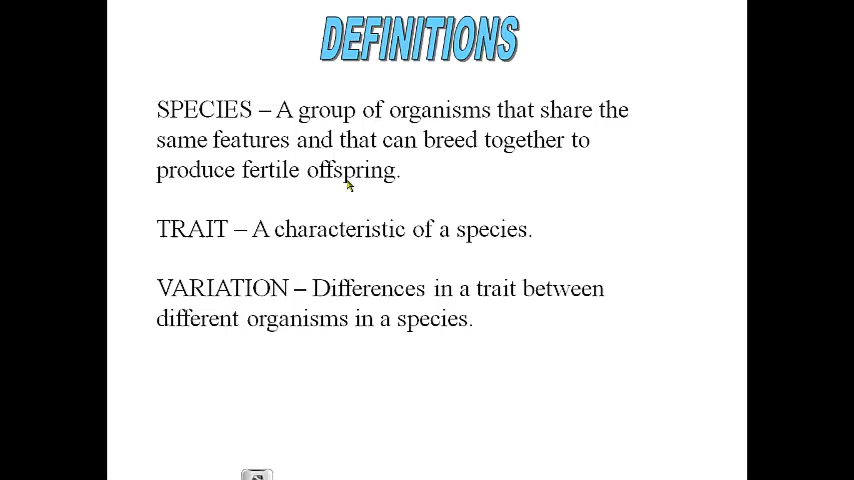 DEFINITIONS
SPECIES – A group of organisms that share the
same features and that can breed together to
produce fertile offspring.
TRAIT – A characteristic of a species.
VARIATION – Differences in a trait between
different organisms in a species.